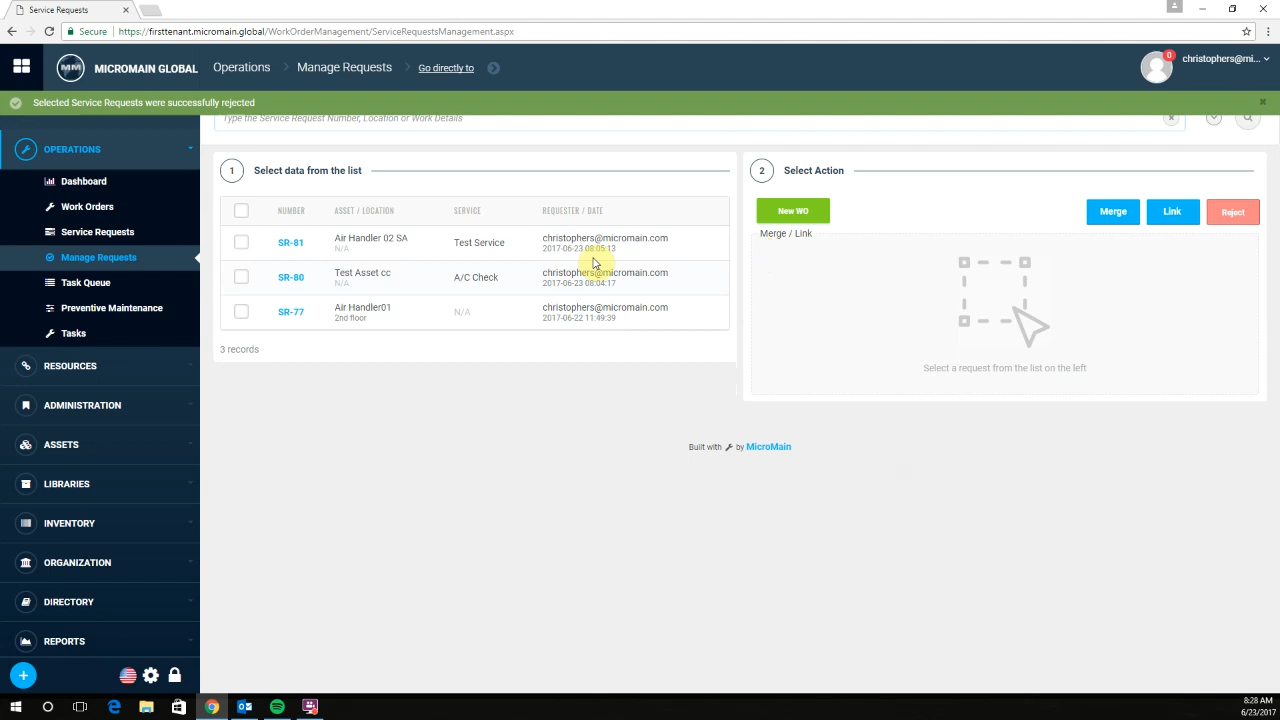 Service Requests
Secure
https://firsttenant.micromain.global/WorkOrderManagement/ServiceRequestsManagement.aspx
MM
MICROMAIN GLOBAL
Operations
Manage Requests
Go directly to
0
christophers@mi...
Selected Service Requests were successfully rejected
Type the Service Request Number, Location or Work Details
OPERATIONS
Dashboard
Work Orders
Service Requests
Manage Requests
Task Queue
Preventive Maintenance
Tasks
RESOURCES
ADMINISTRATION
ASSETS
LIBRARIES
INVENTORY
ORGANIZATION
DIRECTORY
REPORTS
1 Select data from the list
NUMBER ASSET / LOCATION SERVICE REQUESTER / DATE
SR-81 Air Handler 02 SA Test Service christophers@micromain.com
N/A 2017-06-23 08:05:13
SR-80 Test Asset cc A/C Check christophers@micromain.com
N/A 2017-06-23 08:04:17
SR-77 Air Handler01 N/A christophers@micromain.com
2nd floor 2017-06-22 11:49:39
3 records
2 Select Action
New WO Merge Link Reject
Merge / Link
Select a request from the list on the left
Built with by MicroMain
8:28 AM
6/23/2017